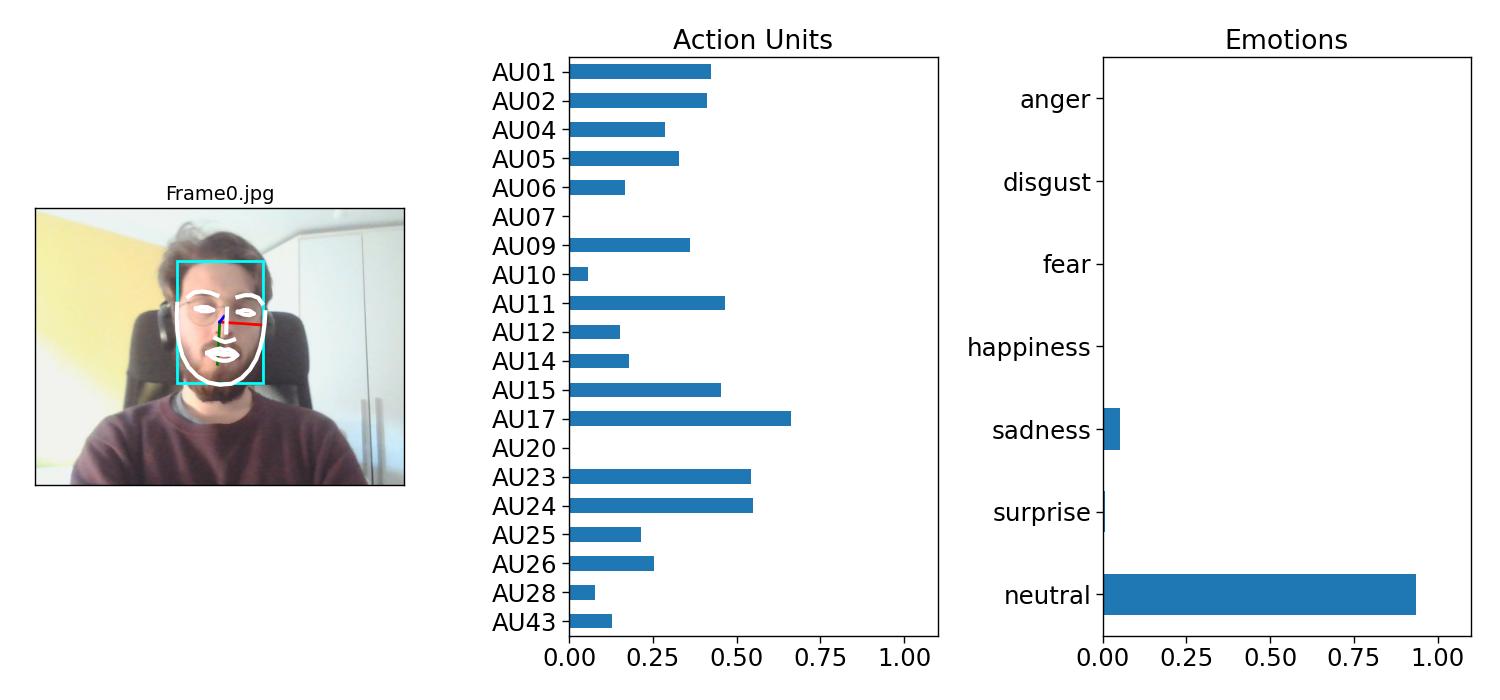 Frame0.jpg
Action Units
AU01
AU02
AU04
AU05
AU06
AU07
AU09
AU10
AU11
AU12
AU14
AU15
AU17
AU20
AU23
AU24
AU25
AU26
AU28
AU43
0.00 0.25 0.50 0.75 1.00
Emotions
anger
disgust
fear
happiness
sadness
surprise
neutral
0.00 0.25 0.50 0.75 1.00